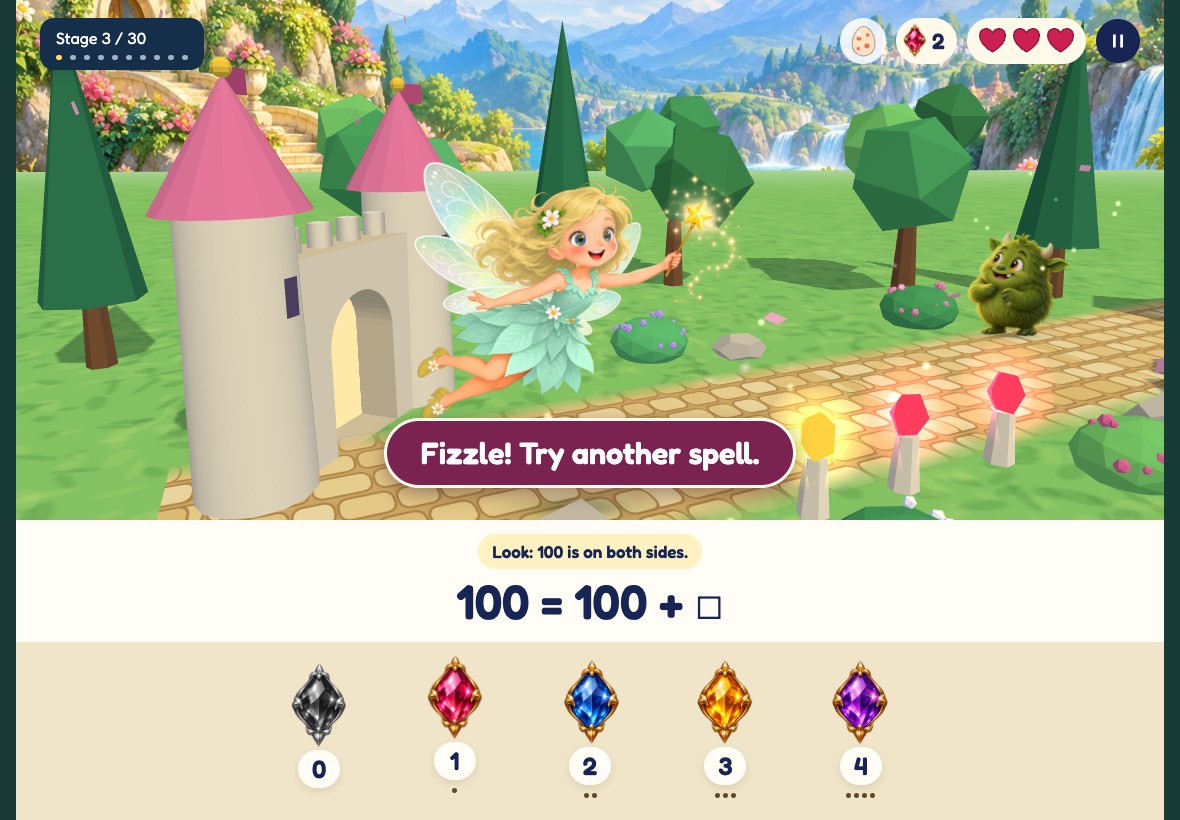 Stage 3 / 30
2
Fizzle! Try another spell.
Look: 100 is on both sides.
100 = 100 + □
0
1
2
3
4